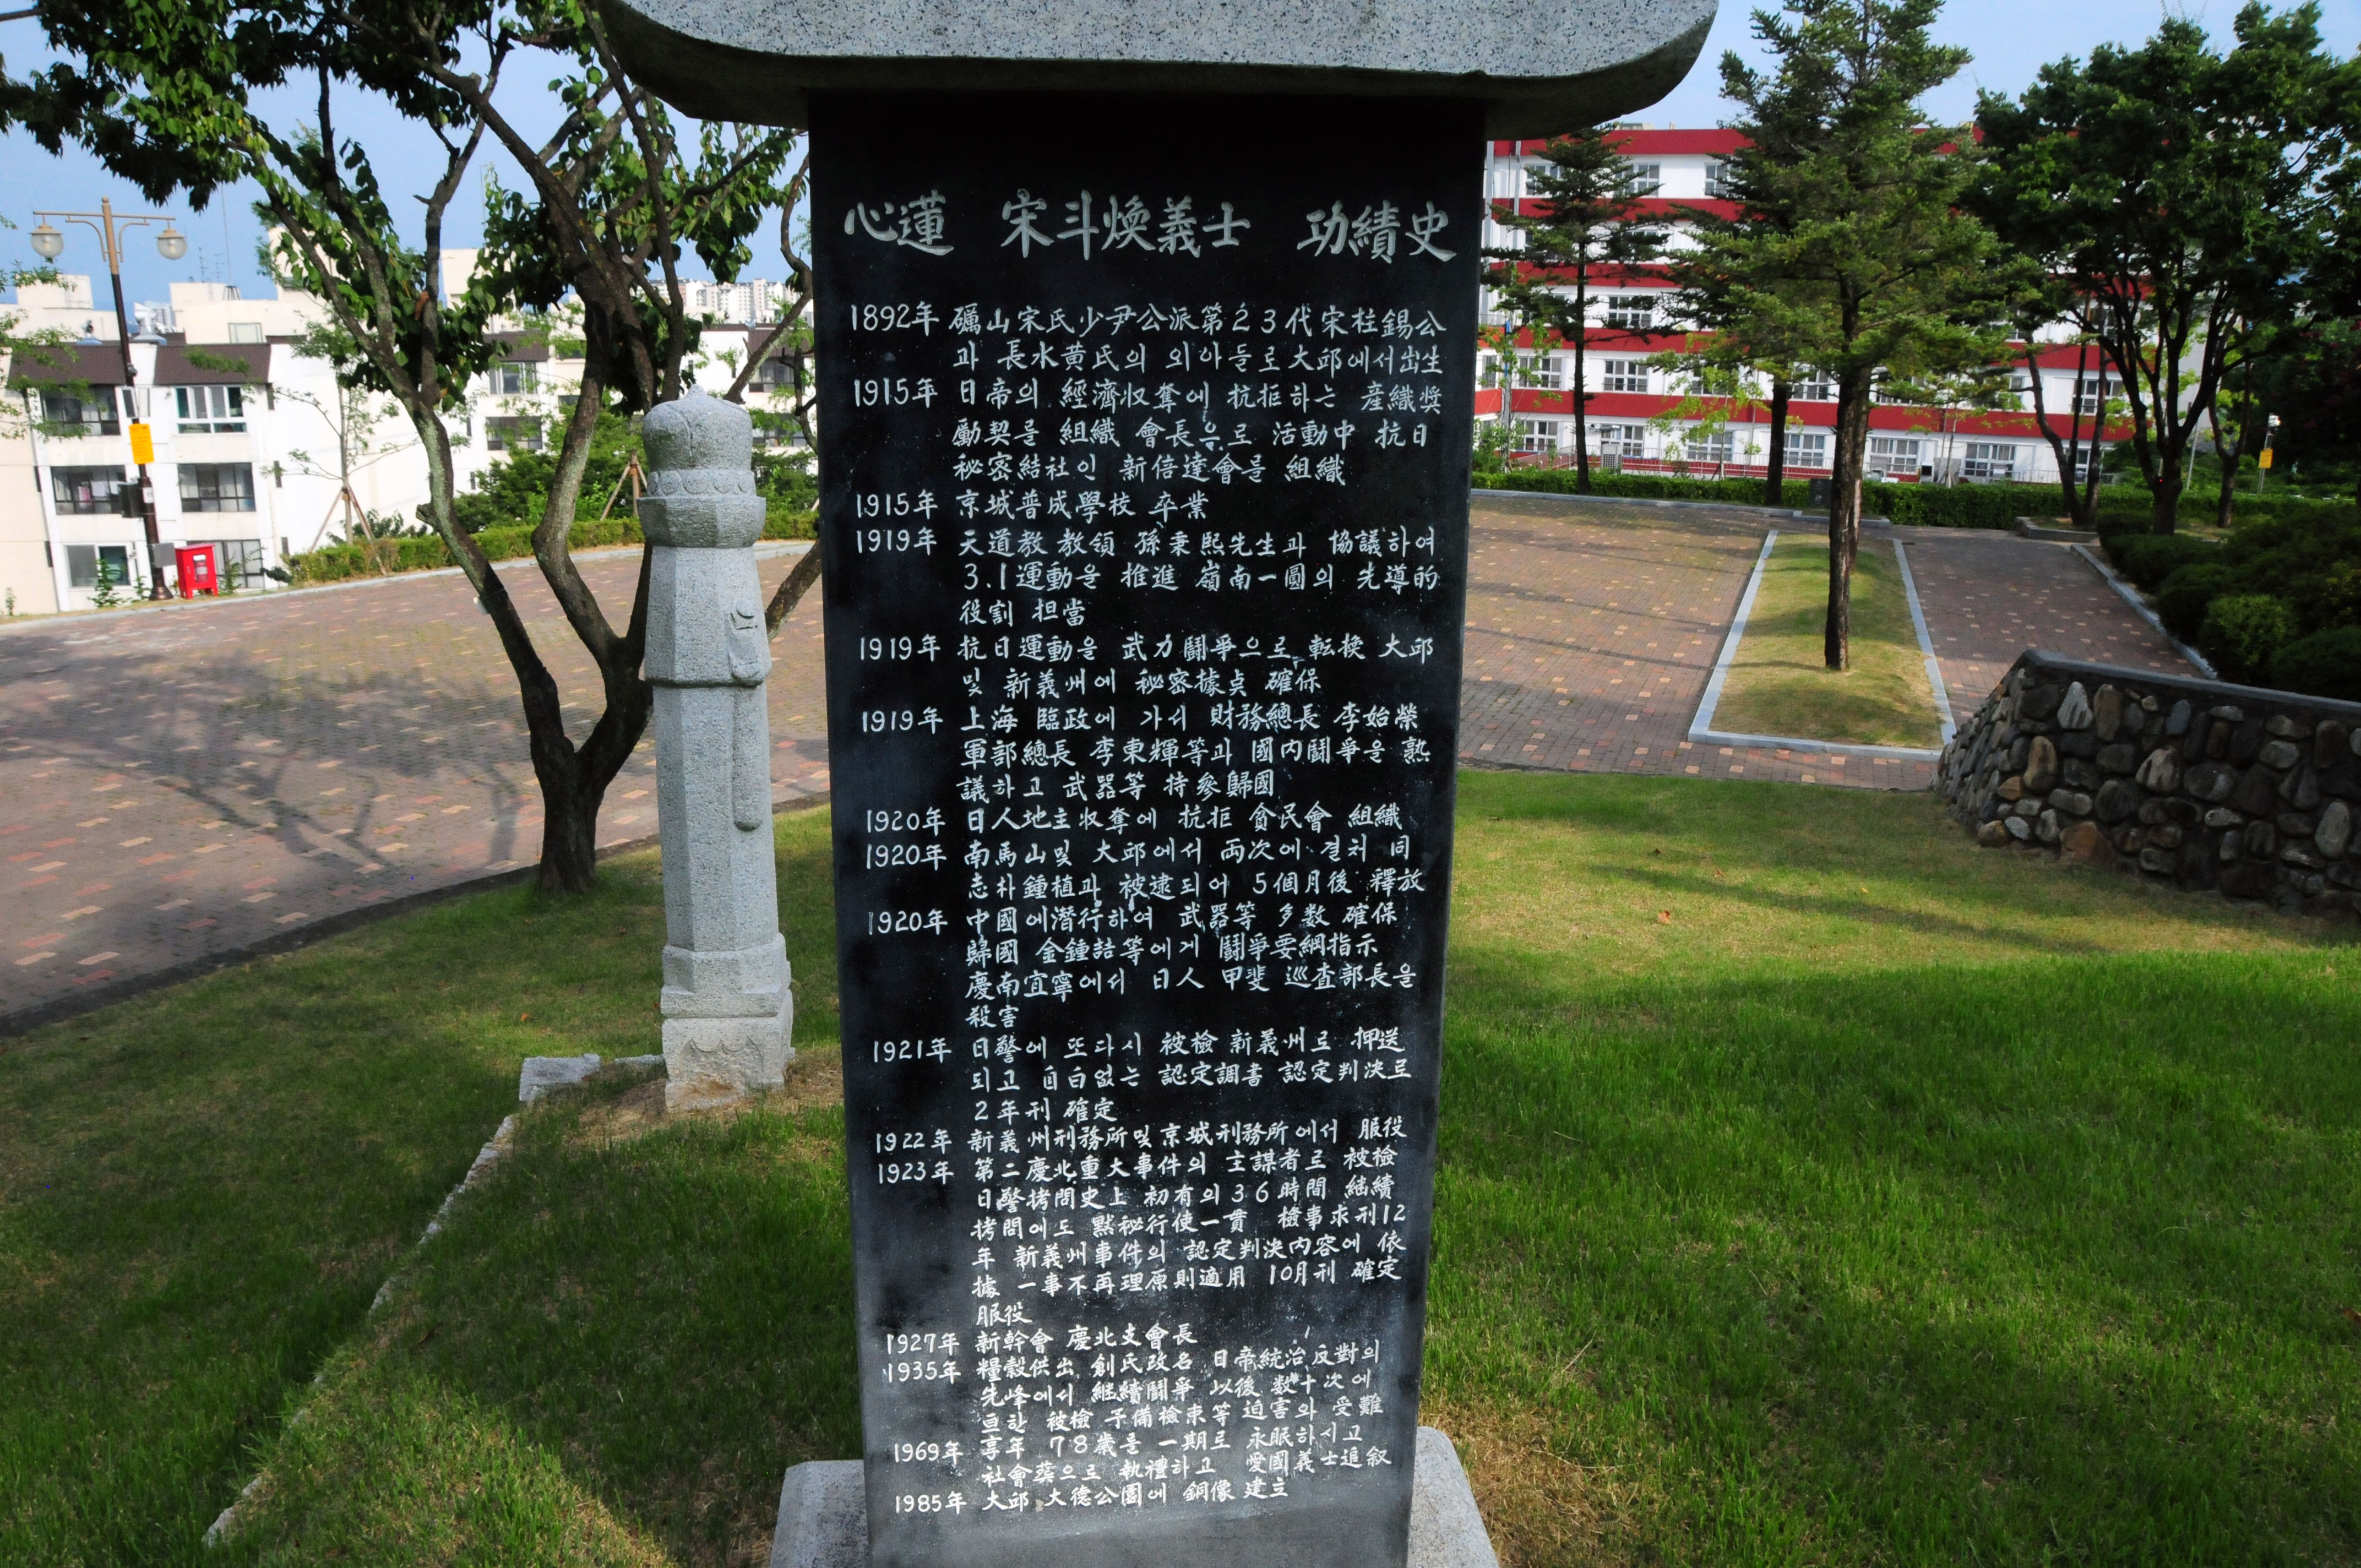 心蓮 宋斗煥義士 功績史
1892年 礪山宋氏少尹公派第23代宋柱錫公
과 長水黃氏의 외아들로 大邱에서 出生
1915年 日帝의 經濟収奪에 抗拒하는 産織奬
勵契를 組織 會長으로 活動中 抗日
秘密結社인 新倍達會를 組織
1915年 京城普成學校 卒業
1919年 天道教 教領 孫秉熙先生과 協議하여
3.1運動을 推進 嶺南一圓의 先導的
役割 担當
1919年 抗日運動을 武力鬪爭으로 転換 大邱
및 新義州에 秘密據点 確保
1919年 上海 臨政에 가서 財務總長 李始榮
軍部總長 李東輝等과 國內鬪爭을 熟
議하고 武器等 持參歸國
1920年 日人地主収奪에 抗拒 貧民會 組織
1920年 南馬山및 大邱에서 両次에 걸쳐 同
志朴鍾植과 被逮되어 5個月後 釋放
1920年 中國에潛行하여 武器等 多数 確保
歸國 金鍾喆等에게 鬪爭要綱指示
慶南宜寧에서 日人 甲斐 巡査部長을
殺害
1921年 日警에 또다시 被檢 新義州로 押送
되고 自白없는 認定調書 認定判决로
2年刑 確定
1922年 新義州刑務所및 京城刑務所에서 服役
1923年 第二慶北重大事件의 主謀者로 被檢
日警拷問史上 初有의 36時間 継續
拷問에도 黙秘行使一貫 檢事求刑12
年 新義州事件의 認定判决內容에 依
據 一事不再理原則適用 10月刑 確定
服役
1927年 新幹會 慶北支會長
1935年 糧穀供出 創氏改名 日帝統治反對의
先峰에서 継續鬪爭 以後 数十次에
亘한 被檢 予備檢束等 迫害와 受難
1969年 享年 78歲를 一期로 永眠하시고
社會葬으로 執禮하고 愛國義士追叙
1985年 大邱 大德公園에 銅像 建立